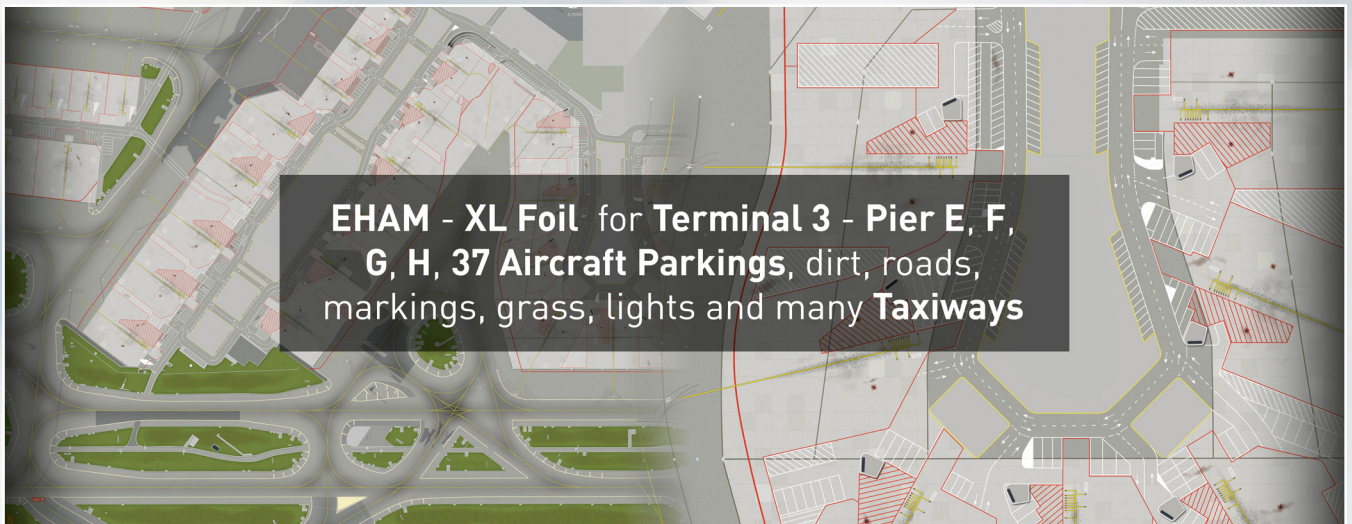 EHAM - XL Foil for Terminal 3 - Pier E, F,
G, H, 37 Aircraft Parkings, dirt, roads,
markings, grass, lights and many Taxiways